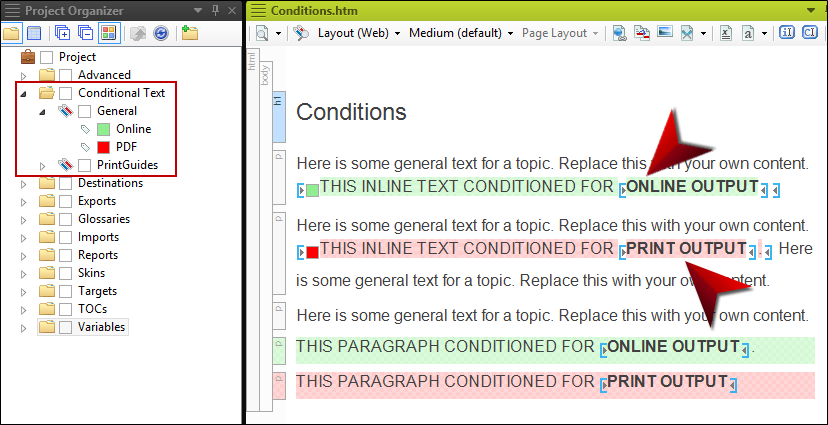 Project Organizer
Project
Advanced
Conditional Text
General
Online
PDF
PrintGuides
Destinations
Exports
Glossaries
Imports
Reports
Skins
Targets
TOCs
Variables
Conditions.htm
Layout (Web) Medium (default) Page Layout
html
body
h1
Conditions
p
Here is some general text for a topic. Replace this with your own content.
THIS INLINE TEXT CONDITIONED FOR ONLINE OUTPUT
p
Here is some general text for a topic. Replace this with your own content.
THIS INLINE TEXT CONDITIONED FOR PRINT OUTPUT . Here
is some general text for a topic. Replace this with your own content.
p
Here is some general text for a topic. Replace this with your own content.
p
THIS PARAGRAPH CONDITIONED FOR ONLINE OUTPUT .
p
THIS PARAGRAPH CONDITIONED FOR PRINT OUTPUT